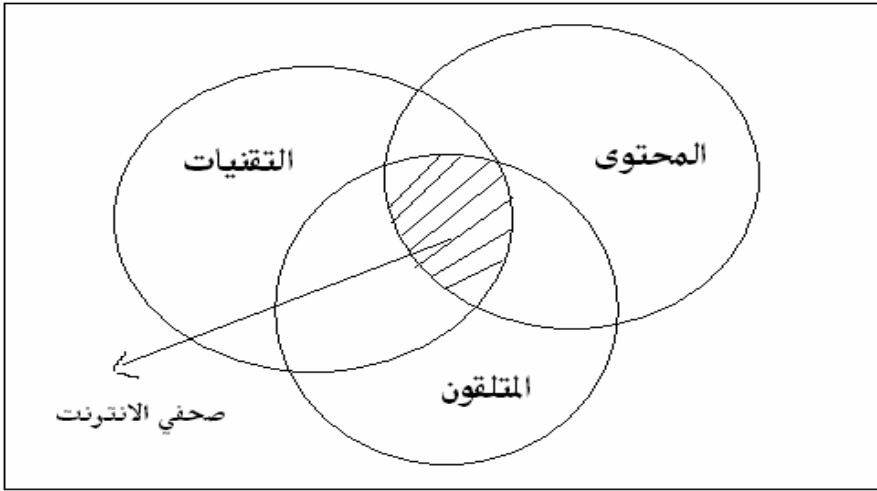 المحتوى
التقنيات
المتلقون
صحفي الانترنت